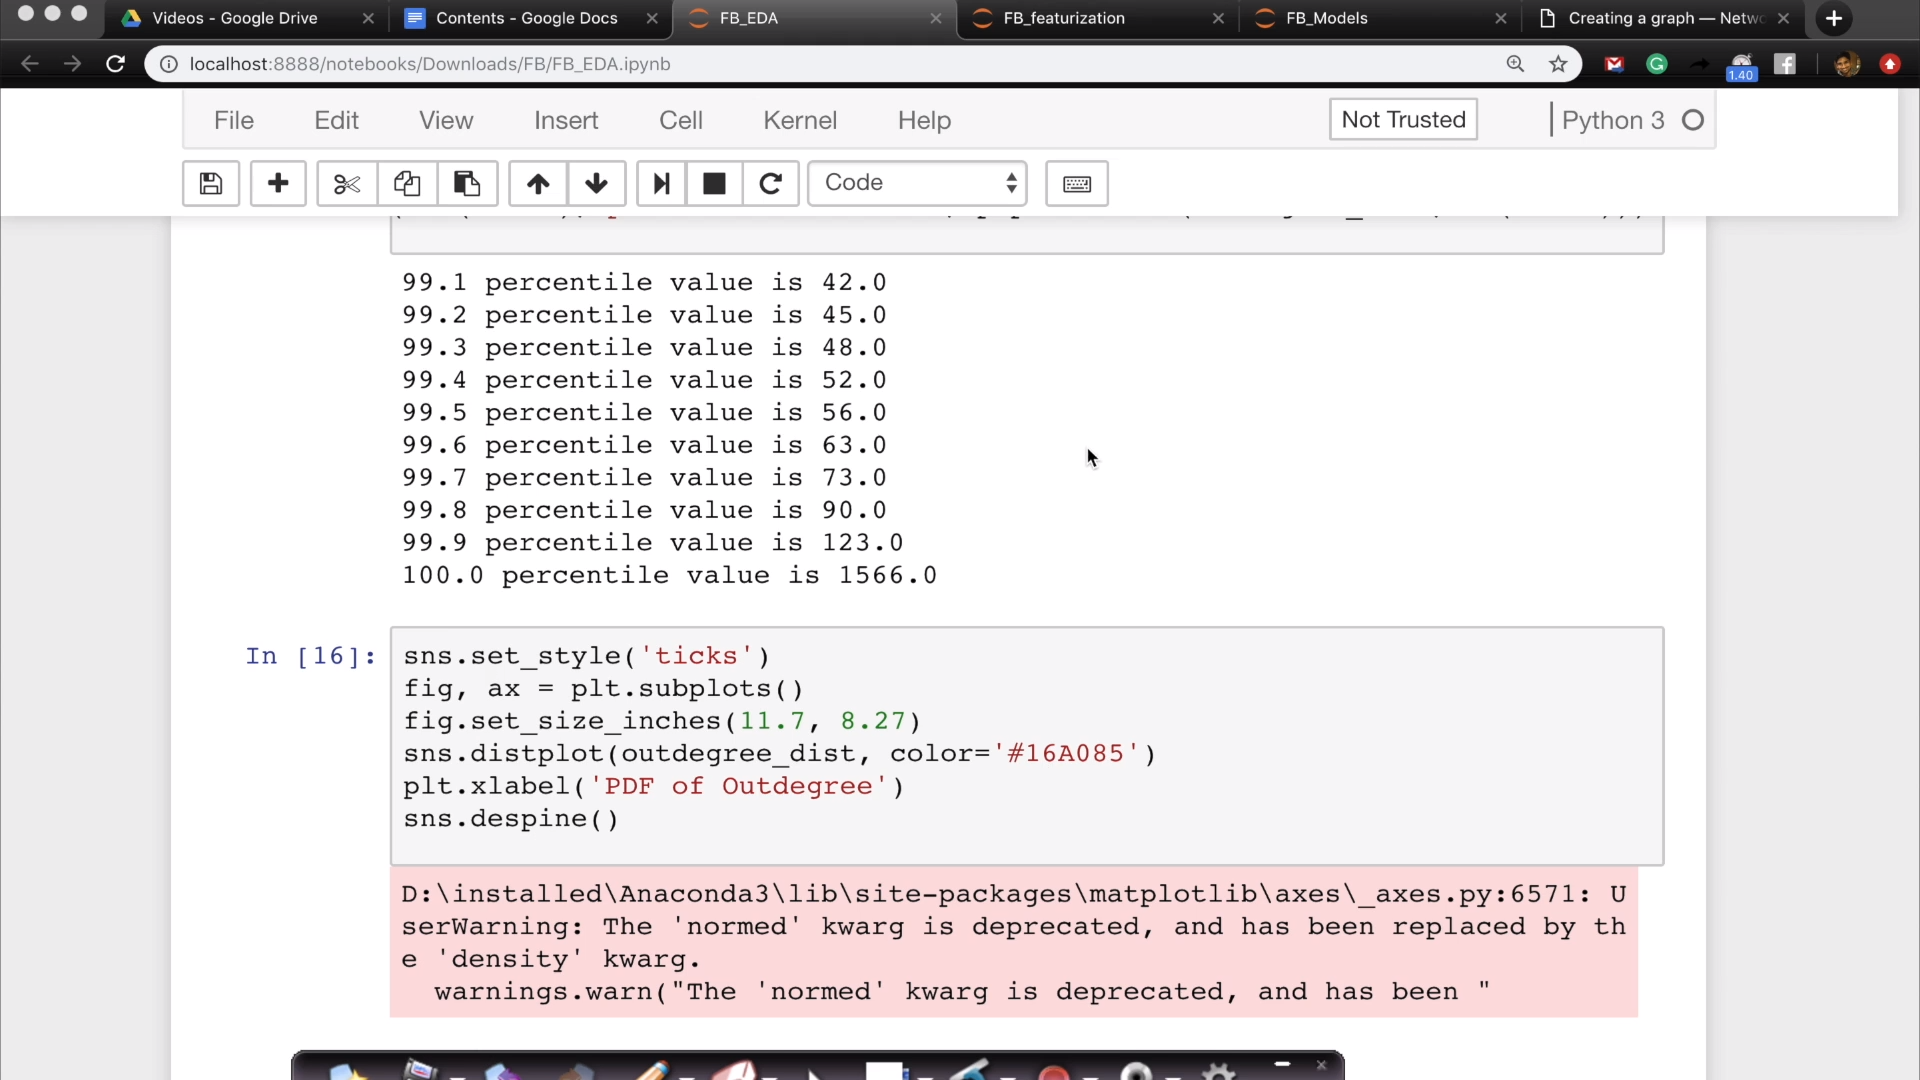 Videos - Google Drive
Contents - Google Docs
FB_EDA
FB_featurization
FB_Models
Creating a graph — Netw
localhost:8888/notebooks/Downloads/FB/FB_EDA.ipynb
1.40
File Edit View Insert Cell Kernel Help Not Trusted Python 3
Code
99.1 percentile value is 42.0
99.2 percentile value is 45.0
99.3 percentile value is 48.0
99.4 percentile value is 52.0
99.5 percentile value is 56.0
99.6 percentile value is 63.0
99.7 percentile value is 73.0
99.8 percentile value is 90.0
99.9 percentile value is 123.0
100.0 percentile value is 1566.0
In [16]:
sns.set_style('ticks')
fig, ax = plt.subplots()
fig.set_size_inches(11.7, 8.27)
sns.distplot(outdegree_dist, color='#16A085')
plt.xlabel('PDF of Outdegree')
sns.despine()
D:\installed\Anaconda3\lib\site-packages\matplotlib\axes\_axes.py:6571: U
serWarning: The 'normed' kwarg is deprecated, and has been replaced by th
e 'density' kwarg.
warnings.warn("The 'normed' kwarg is deprecated, and has been "